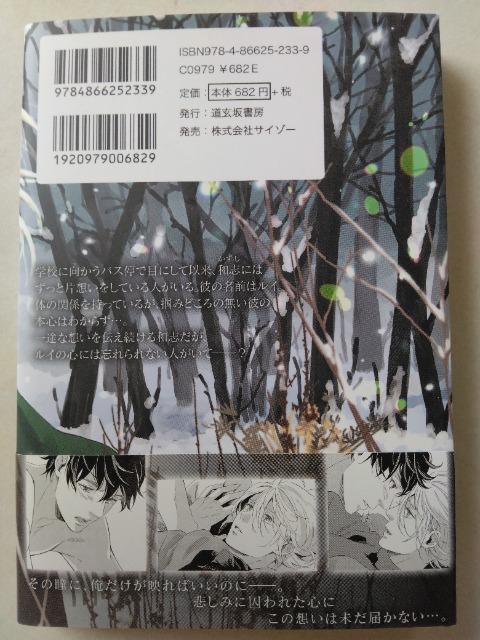 ISBN978-4-86625-233-9
C0979 ¥682E
定価：本体682円＋税
発行：道玄坂書房
発売：株式会社サイゾー
9784866252339
1920979006829
かずし
学校に向かうバス停で目にして以来、和志には
ずっと片想いをしている人がいる。彼の名前はルイ。
体の関係を持っているが、掴みどころの無い彼の
本心はわからず…。
一途な想いを伝え続ける和志だが、
ルイの心には忘れられない人がいて――？
その瞳に、俺だけが映ればいいのに――。
悲しみに囚われた心に
この想いは未だ届かない…。